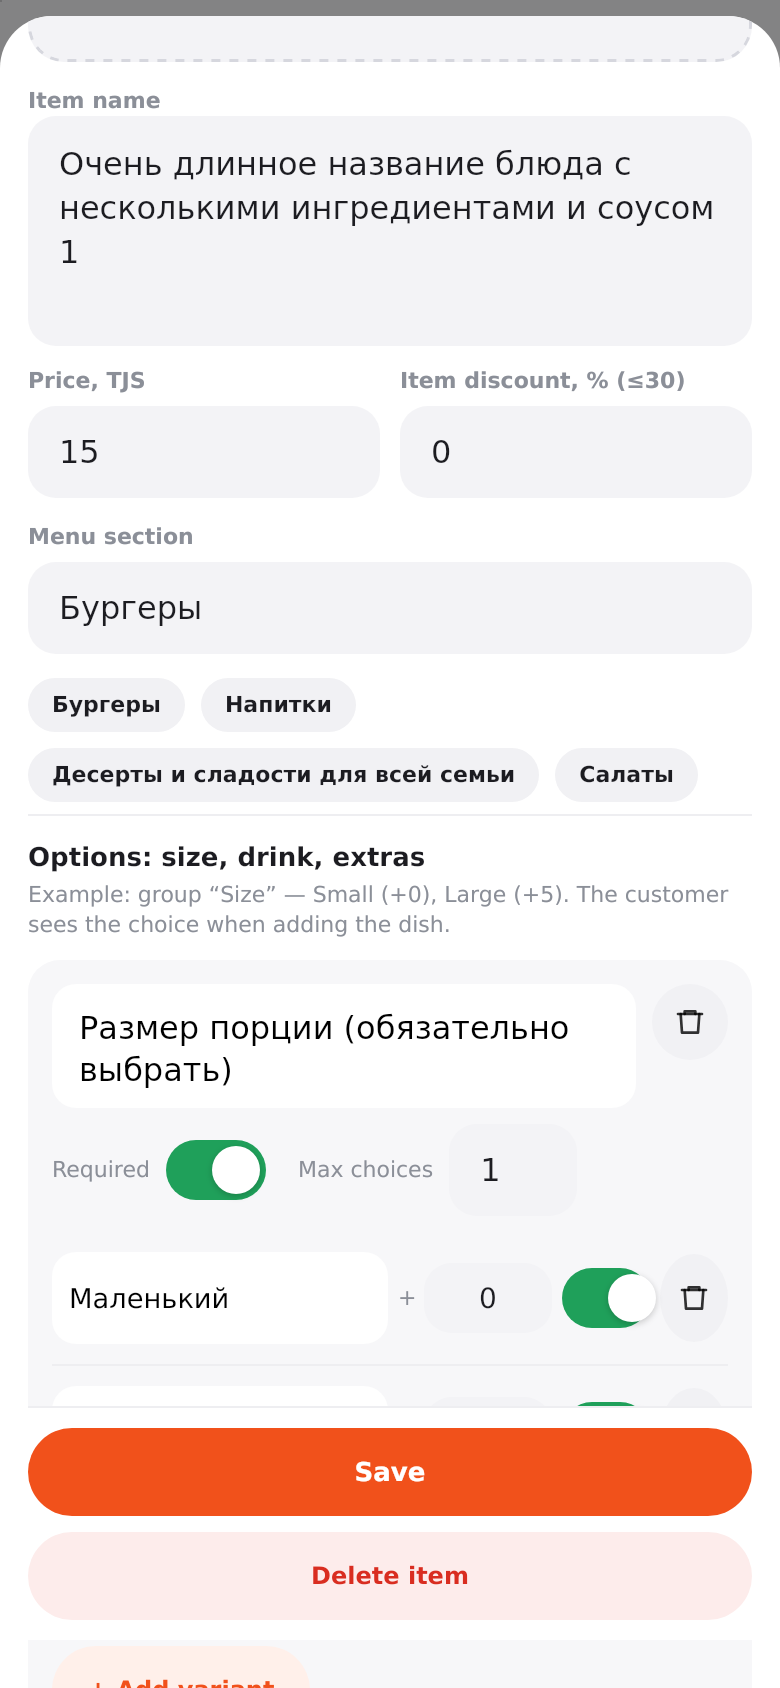 Item name
Очень длинное название блюда с
несколькими ингредиентами и соусом
1
Price, TJS
Item discount, % (≤30)
15
0
Menu section
Бургеры
Бургеры
Напитки
Десерты и сладости для всей семьи
Салаты
Options: size, drink, extras
Example: group “Size” — Small (+0), Large (+5). The customer
sees the choice when adding the dish.
Размер порции (обязательно
выбрать)
Required
Max choices
1
Маленький
+
0
Save
Delete item
+ Add variant